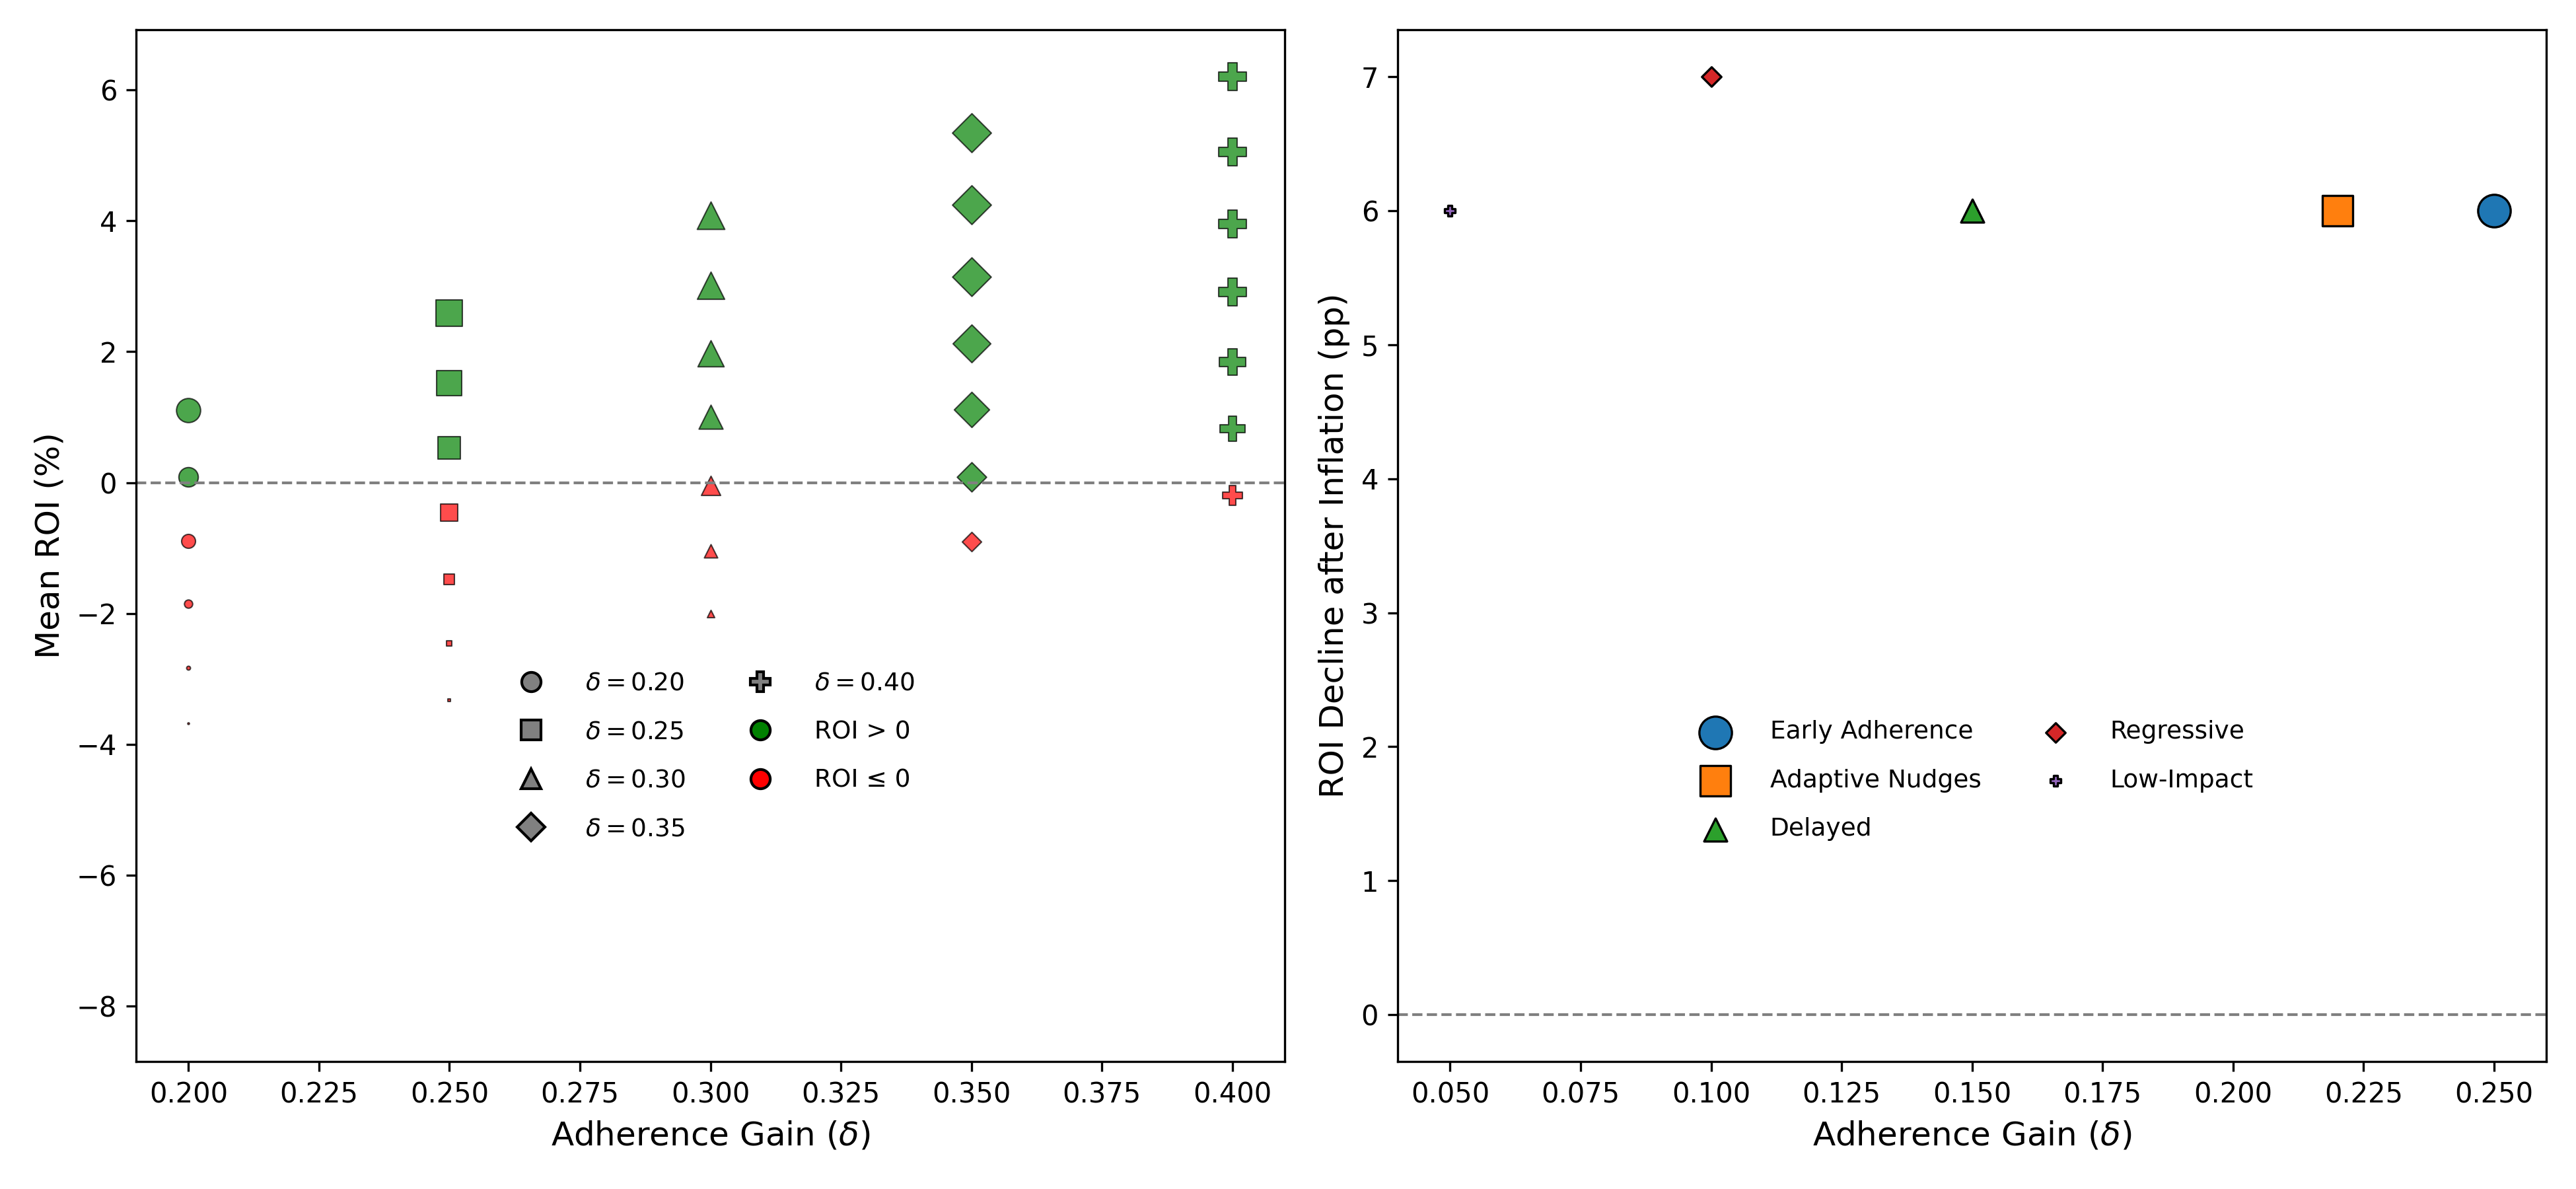 Mean ROI (%)
6
4
2
0
−2
−4
−6
−8
δ = 0.20
δ = 0.25
δ = 0.30
δ = 0.35
δ = 0.40
ROI > 0
ROI ≤ 0
0.200 0.225 0.250 0.275 0.300 0.325 0.350 0.375 0.400
Adherence Gain (δ)
ROI Decline after Inflation (pp)
7
6
5
4
3
2
1
0
Early Adherence
Adaptive Nudges
Delayed
Regressive
Low-Impact
0.050 0.075 0.100 0.125 0.150 0.175 0.200 0.225 0.250
Adherence Gain (δ)